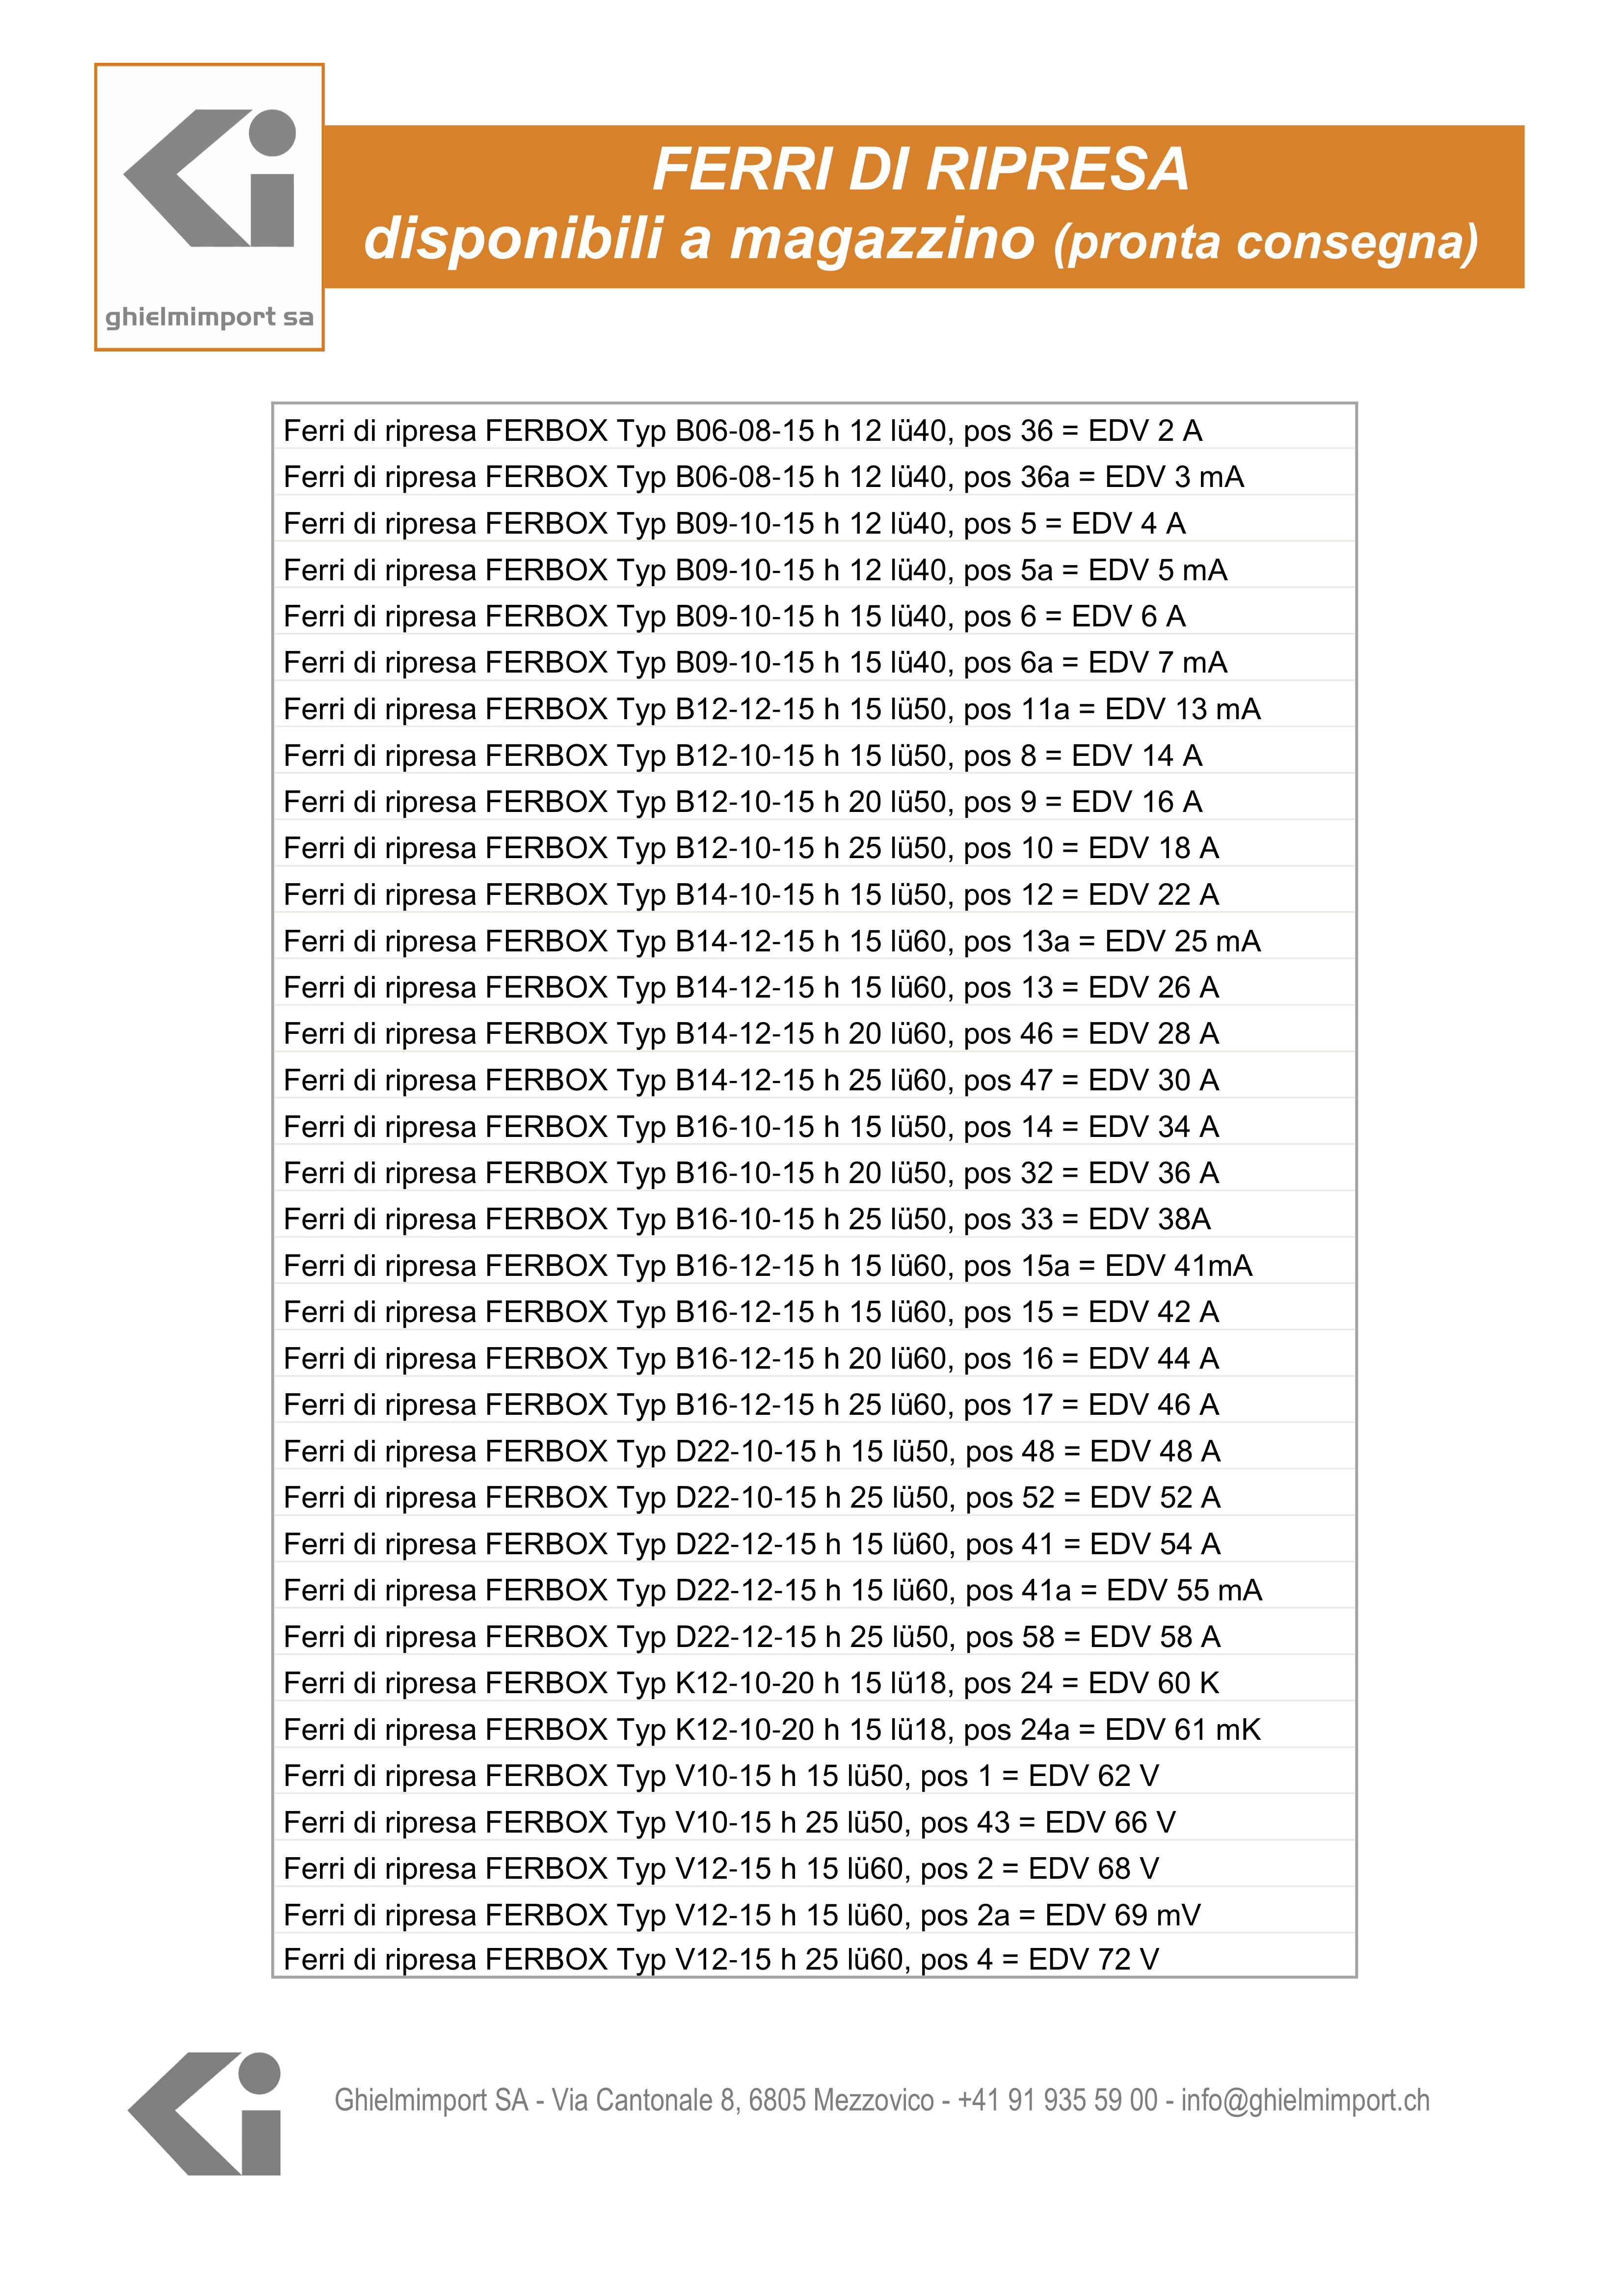 FERRI DI RIPRESA
disponibili a magazzino (pronta consegna)
ghielmimport sa
Ferri di ripresa FERBOX Typ B06-08-15 h 12 lü40, pos 36 = EDV 2 A
Ferri di ripresa FERBOX Typ B06-08-15 h 12 lü40, pos 36a = EDV 3 mA
Ferri di ripresa FERBOX Typ B09-10-15 h 12 lü40, pos 5 = EDV 4 A
Ferri di ripresa FERBOX Typ B09-10-15 h 12 lü40, pos 5a = EDV 5 mA
Ferri di ripresa FERBOX Typ B09-10-15 h 15 lü40, pos 6 = EDV 6 A
Ferri di ripresa FERBOX Typ B09-10-15 h 15 lü40, pos 6a = EDV 7 mA
Ferri di ripresa FERBOX Typ B12-12-15 h 15 lü50, pos 11a = EDV 13 mA
Ferri di ripresa FERBOX Typ B12-10-15 h 15 lü50, pos 8 = EDV 14 A
Ferri di ripresa FERBOX Typ B12-10-15 h 20 lü50, pos 9 = EDV 16 A
Ferri di ripresa FERBOX Typ B12-10-15 h 25 lü50, pos 10 = EDV 18 A
Ferri di ripresa FERBOX Typ B14-10-15 h 15 lü50, pos 12 = EDV 22 A
Ferri di ripresa FERBOX Typ B14-12-15 h 15 lü60, pos 13a = EDV 25 mA
Ferri di ripresa FERBOX Typ B14-12-15 h 15 lü60, pos 13 = EDV 26 A
Ferri di ripresa FERBOX Typ B14-12-15 h 20 lü60, pos 46 = EDV 28 A
Ferri di ripresa FERBOX Typ B14-12-15 h 25 lü60, pos 47 = EDV 30 A
Ferri di ripresa FERBOX Typ B16-10-15 h 15 lü50, pos 14 = EDV 34 A
Ferri di ripresa FERBOX Typ B16-10-15 h 20 lü50, pos 32 = EDV 36 A
Ferri di ripresa FERBOX Typ B16-10-15 h 25 lü50, pos 33 = EDV 38A
Ferri di ripresa FERBOX Typ B16-12-15 h 15 lü60, pos 15a = EDV 41mA
Ferri di ripresa FERBOX Typ B16-12-15 h 15 lü60, pos 15 = EDV 42 A
Ferri di ripresa FERBOX Typ B16-12-15 h 20 lü60, pos 16 = EDV 44 A
Ferri di ripresa FERBOX Typ B16-12-15 h 25 lü60, pos 17 = EDV 46 A
Ferri di ripresa FERBOX Typ D22-10-15 h 15 lü50, pos 48 = EDV 48 A
Ferri di ripresa FERBOX Typ D22-10-15 h 25 lü50, pos 52 = EDV 52 A
Ferri di ripresa FERBOX Typ D22-12-15 h 15 lü60, pos 41 = EDV 54 A
Ferri di ripresa FERBOX Typ D22-12-15 h 15 lü60, pos 41a = EDV 55 mA
Ferri di ripresa FERBOX Typ D22-12-15 h 25 lü50, pos 58 = EDV 58 A
Ferri di ripresa FERBOX Typ K12-10-20 h 15 lü18, pos 24 = EDV 60 K
Ferri di ripresa FERBOX Typ K12-10-20 h 15 lü18, pos 24a = EDV 61 mK
Ferri di ripresa FERBOX Typ V10-15 h 15 lü50, pos 1 = EDV 62 V
Ferri di ripresa FERBOX Typ V10-15 h 25 lü50, pos 43 = EDV 66 V
Ferri di ripresa FERBOX Typ V12-15 h 15 lü60, pos 2 = EDV 68 V
Ferri di ripresa FERBOX Typ V12-15 h 15 lü60, pos 2a = EDV 69 mV
Ferri di ripresa FERBOX Typ V12-15 h 25 lü60, pos 4 = EDV 72 V
Ghielmimport SA - Via Cantonale 8, 6805 Mezzovico - +41 91 935 59 00 - info@ghielmimport.ch